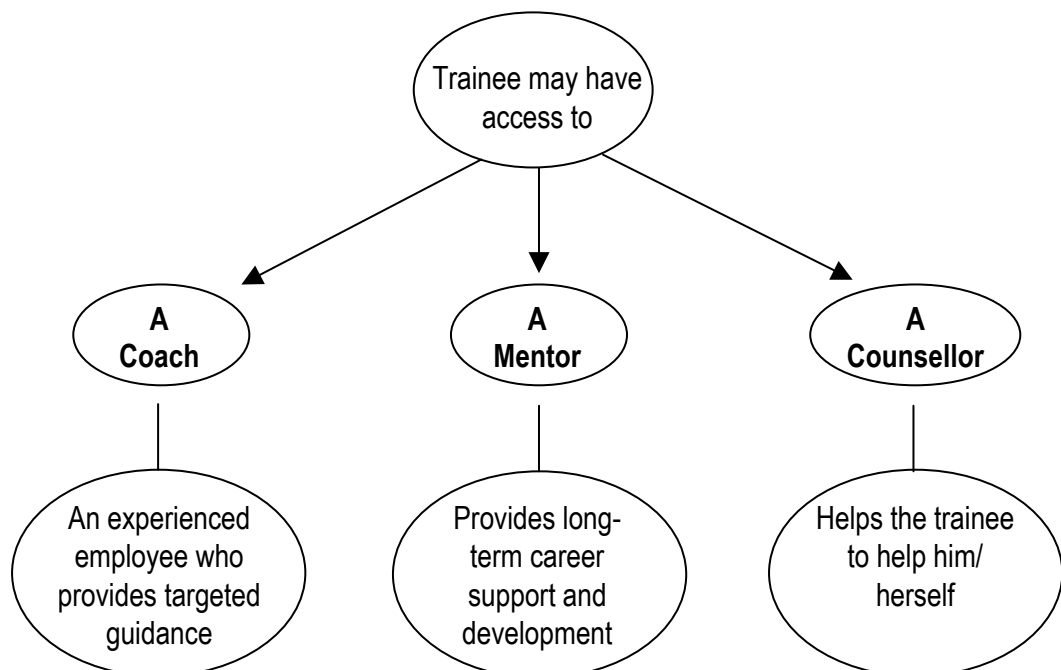 Trainee may have
access to
A
Coach
A
Mentor
A
Counsellor
An experienced
employee who
provides targeted
guidance
Provides long-
term career
support and
development
Helps the trainee
to help him/
herself